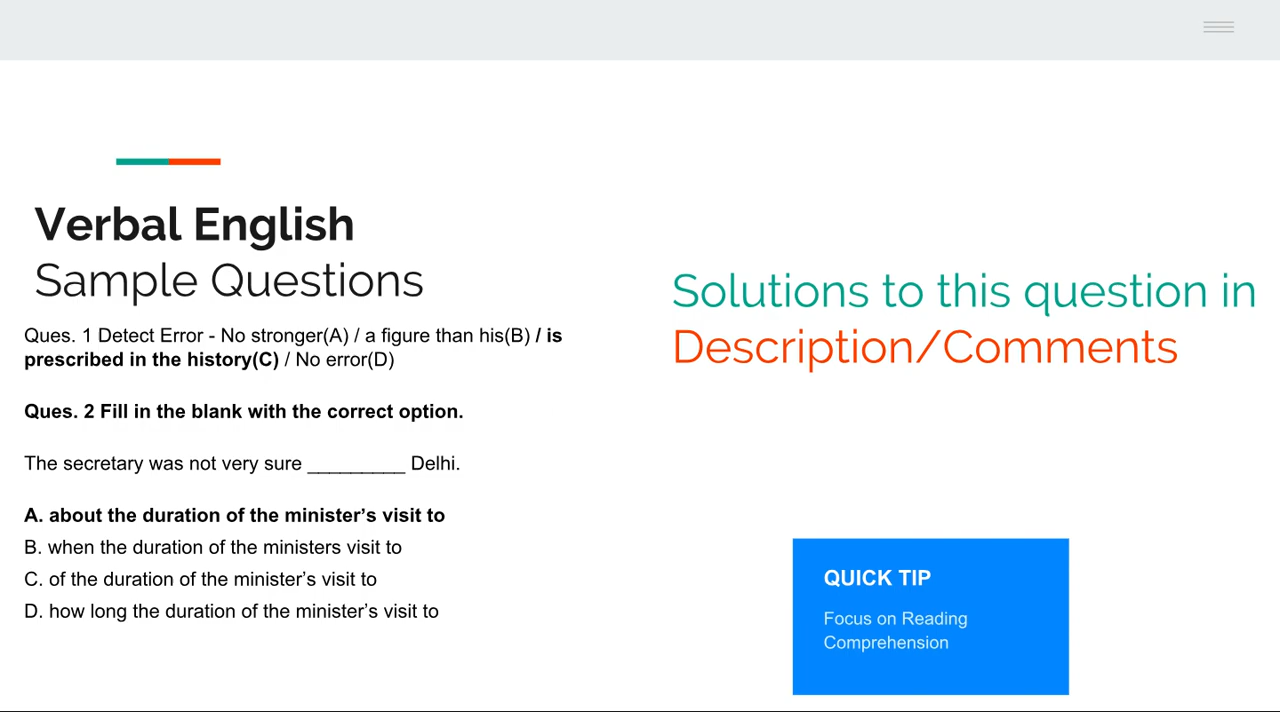 Verbal English
Sample Questions
Ques. 1 Detect Error - No stronger(A) / a figure than his(B) / is
prescribed in the history(C) / No error(D)
Ques. 2 Fill in the blank with the correct option.
The secretary was not very sure _________ Delhi.
A. about the duration of the minister’s visit to
B. when the duration of the ministers visit to
C. of the duration of the minister’s visit to
D. how long the duration of the minister’s visit to
Solutions to this question in
Description/Comments
QUICK TIP
Focus on Reading
Comprehension